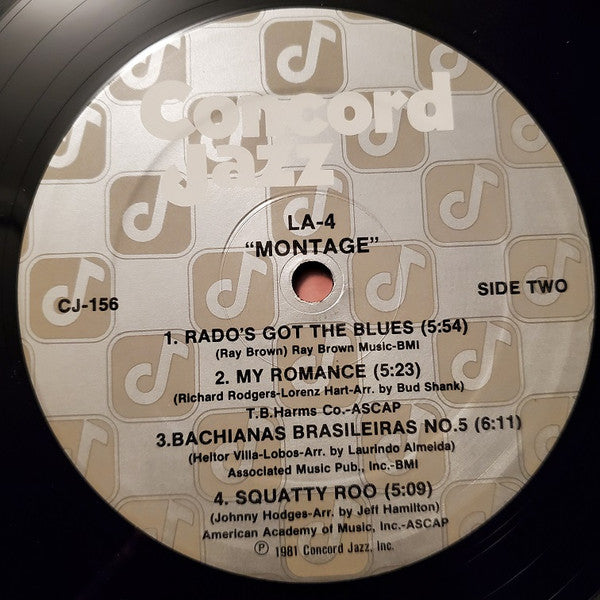 Concord
Jazz
LA-4
"MONTAGE"
CJ-156
SIDE TWO
1. RADO'S GOT THE BLUES (5:54)
(Ray Brown) Ray Brown Music-BMI
2. MY ROMANCE (5:23)
(Richard Rodgers-Lorenz Hart-Arr. by Bud Shank)
T.B.Harms Co.-ASCAP
3.BACHIANAS BRASILEIRAS NO.5 (6:11)
(Heitor Villa-Lobos-Arr. by Laurindo Almeida)
Associated Music Pub., Inc.-BMI
4. SQUATTY ROO (5:09)
(Johnny Hodges-Arr. by Jeff Hamilton)
American Academy of Music, Inc.-ASCAP
℗ 1981 Concord Jazz, Inc.